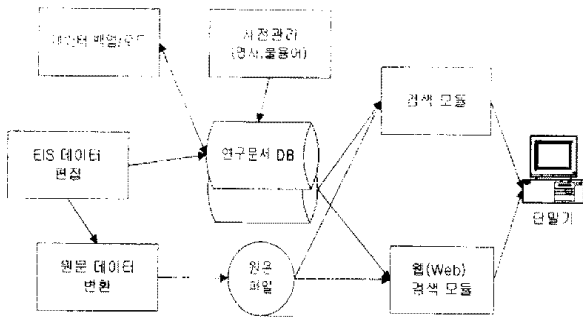 데이터 백업/로드
사전관리
(명사,불용어)
검색 모듈
연구문서 DB
EIS 데이터
편집
단말기
원문 데이터
변환
원문
파일
웹(Web)
검색 모듈